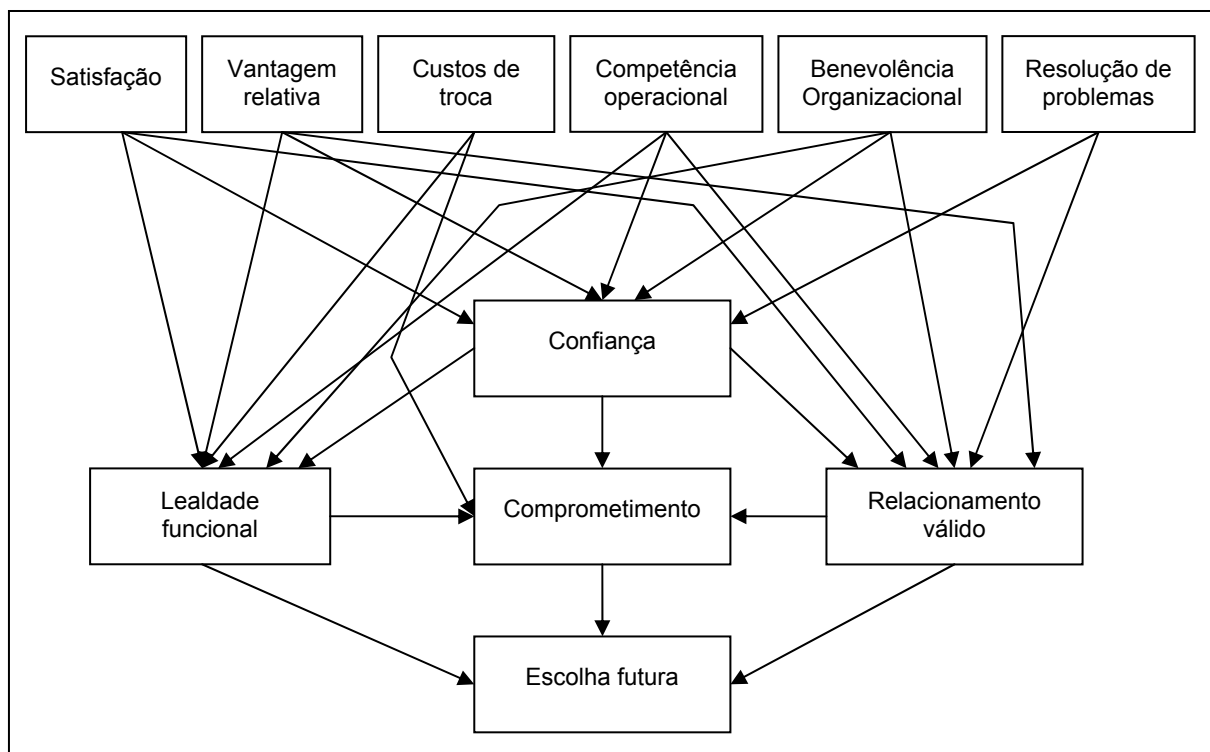 Satisfação
Vantagem
relativa
Custos de
troca
Competência
operacional
Benevolência
Organizacional
Resolução de
problemas
Confiança
Lealdade
funcional
Comprometimento
Relacionamento
válido
Escolha futura